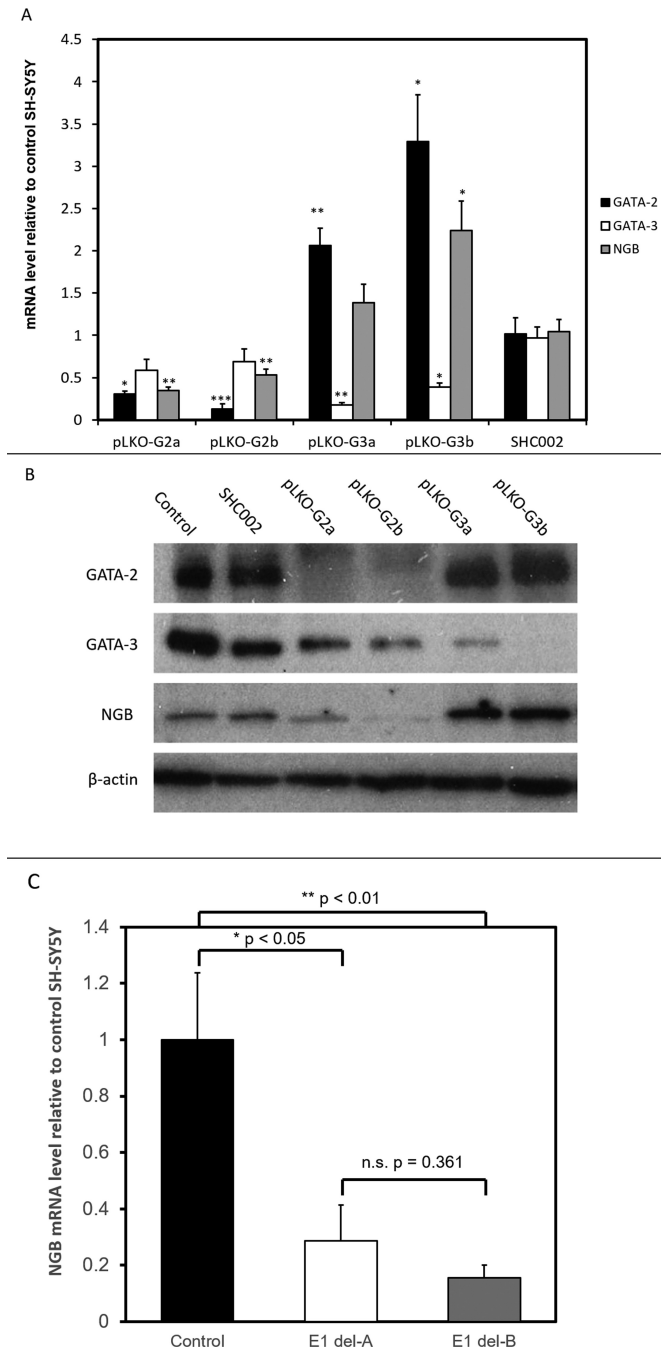 A
mRNA level relative to control SH-SY5Y
4.5
4
3.5
3
2.5
2
1.5
1
0.5
0
*
**
***
**
**
**
*
*
*
GATA-2
GATA-3
NGB
pLKO-G2a
pLKO-G2b
pLKO-G3a
pLKO-G3b
SHC002
B
Control
SHC002
pLKO-G2a
pLKO-G2b
pLKO-G3a
pLKO-G3b
GATA-2
GATA-3
NGB
β-actin
C
NGB mRNA level relative to control SH-SY5Y
** p < 0.01
* p < 0.05
n.s. p = 0.361
1.4
1.2
1
0.8
0.6
0.4
0.2
0
Control
E1 del-A
E1 del-B